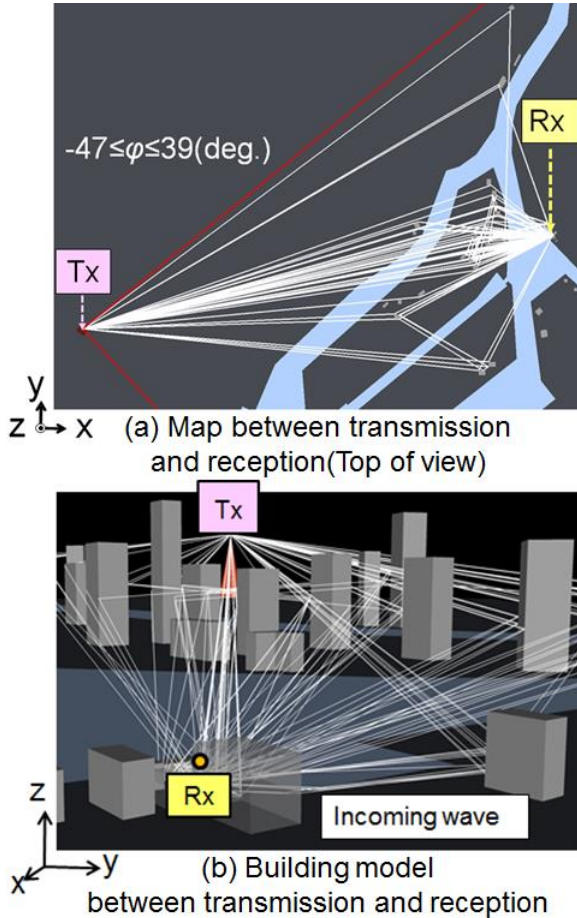 Rx
-47≤φ≤39(deg.)
Tx
y
z x
(a) Map between transmission
and reception(Top of view)
Tx
Rx
z
Incoming wave
y
x
(b) Building model
between transmission and reception